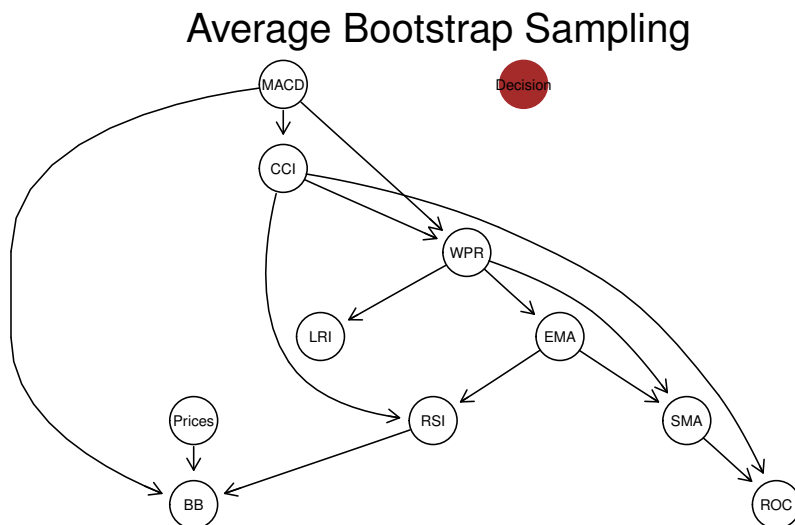 Average Bootstrap Sampling
MACD
Decision
CCI
WPR
LRI
EMA
Prices
RSI
SMA
BB
ROC